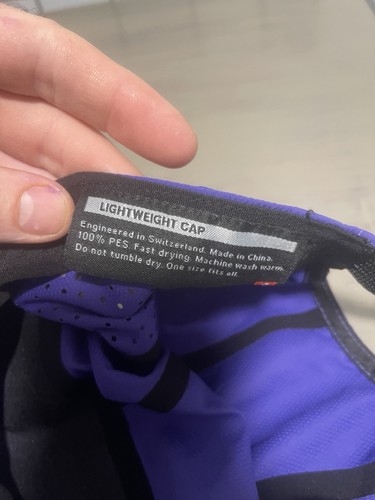 LIGHTWEIGHT CAP
Engineered in Switzerland. Made in China.
100% PES. Fast drying. Machine wash warm.
Do not tumble dry. One size fits all.